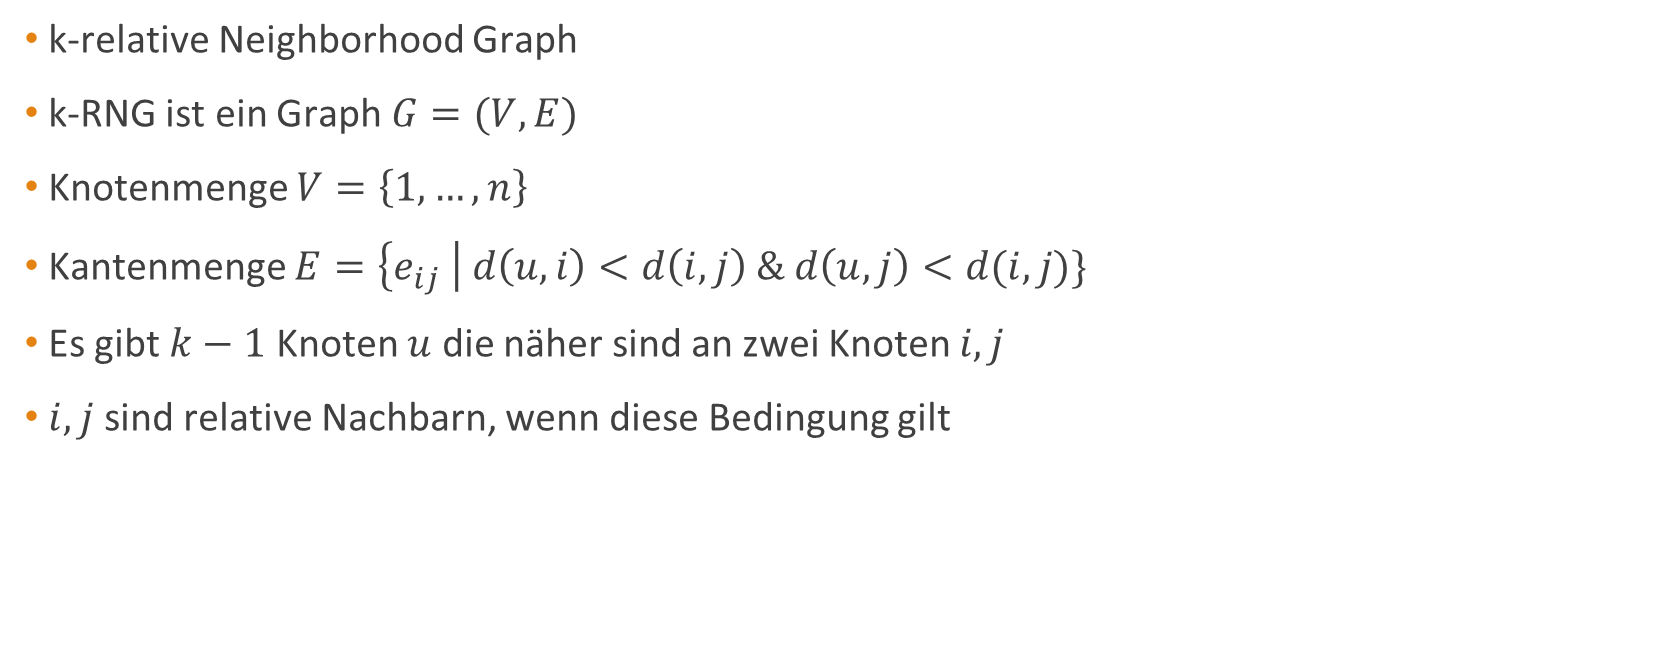 • k-relative Neighborhood Graph
• k-RNG ist ein Graph G = (V, E)
• Knotenmenge V = {1, … , n}
• Kantenmenge E = {e_ij | d(u, i) < d(i, j) & d(u, j) < d(i, j)}
• Es gibt k − 1 Knoten u die näher sind an zwei Knoten i, j
• i, j sind relative Nachbarn, wenn diese Bedingung gilt